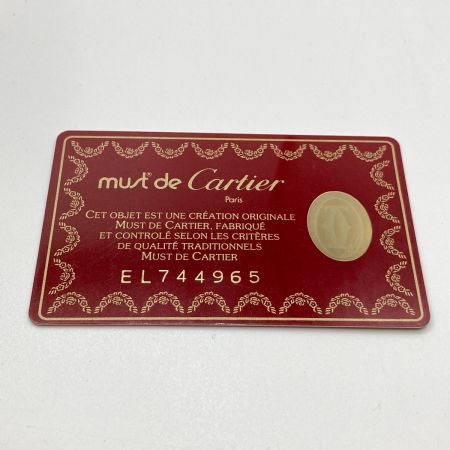 must de Cartier
Paris
CET OBJET EST UNE CRÉATION ORIGINALE
MUST DE CARTIER, FABRIQUÉ
ET CONTROLÉ SELON LES CRITÈRES
DE QUALITÉ TRADITIONNELS
MUST DE CARTIER
EL744965